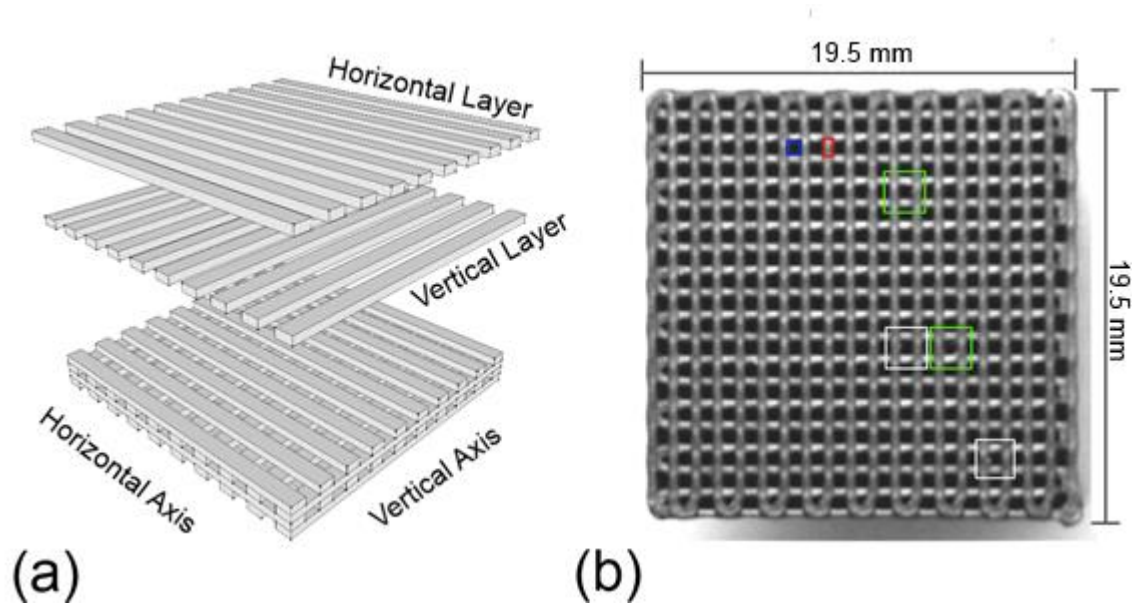 Horizontal Layer
Vertical Layer
Horizontal Axis
Vertical Axis
(a)
19.5 mm
19.5 mm
(b)